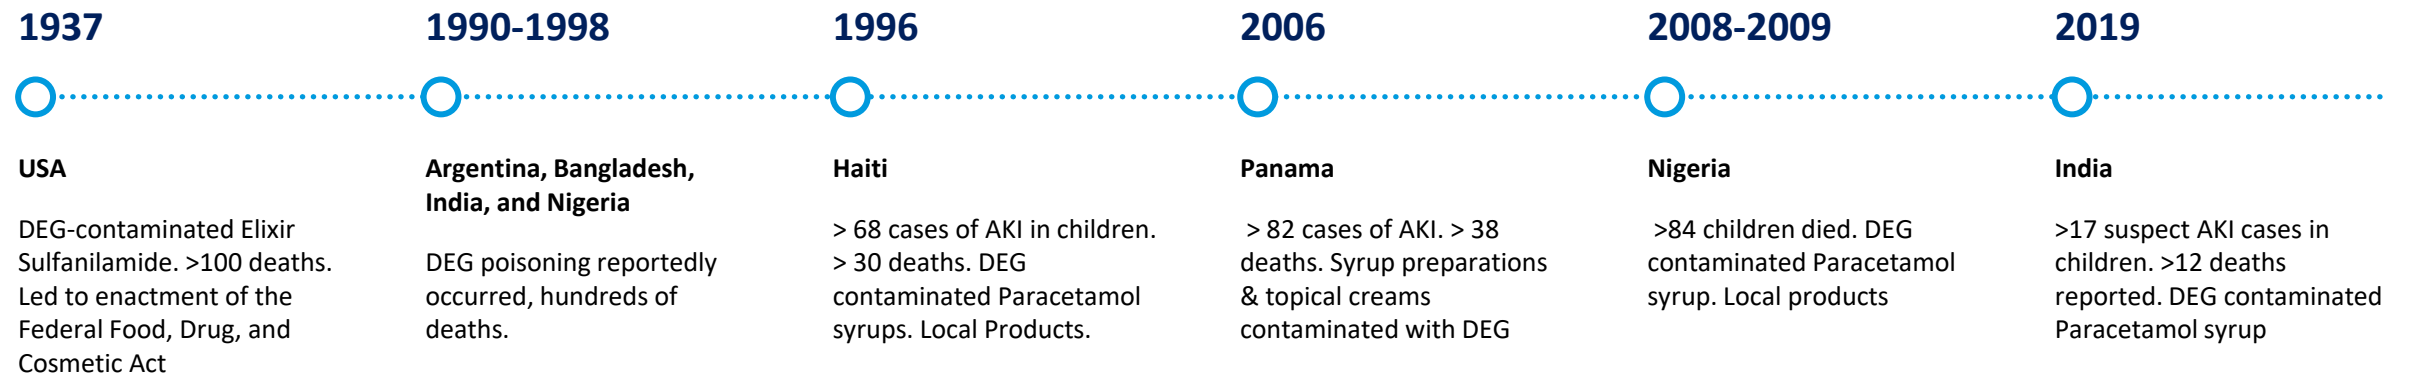 1937
USA
DEG-contaminated Elixir
Sulfanilamide. >100 deaths.
Led to enactment of the
Federal Food, Drug, and
Cosmetic Act
1990-1998
Argentina, Bangladesh,
India, and Nigeria
DEG poisoning reportedly
occurred, hundreds of
deaths.
1996
Haiti
> 68 cases of AKI in children.
> 30 deaths. DEG
contaminated Paracetamol
syrups. Local Products.
2006
Panama
> 82 cases of AKI. > 38
deaths. Syrup preparations
& topical creams
contaminated with DEG
2008-2009
Nigeria
>84 children died. DEG
contaminated Paracetamol
syrup. Local products
2019
India
>17 suspect AKI cases in
children. >12 deaths
reported. DEG contaminated
Paracetamol syrup